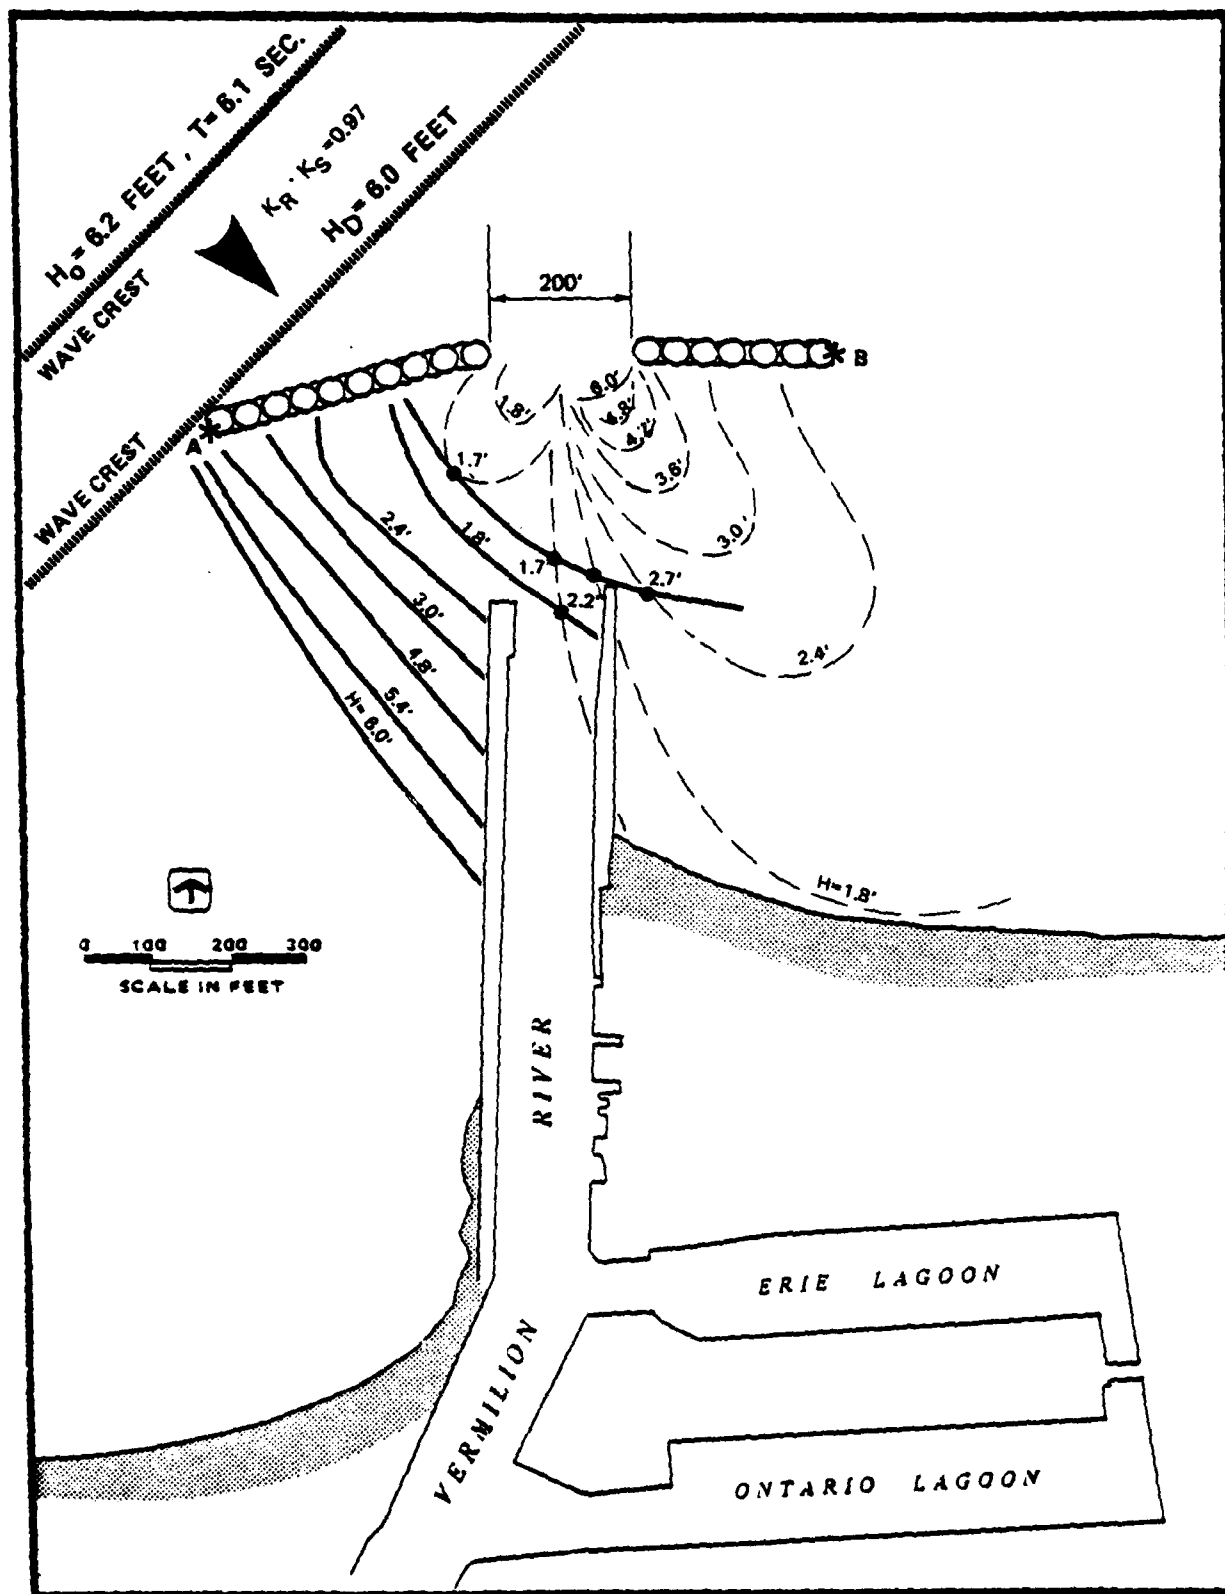 H₀ = 6.2 FEET , T= 6.1 SEC.
WAVE CREST
K_R · K_S = 0.97
H_D = 6.0 FEET
200'
B
A
WAVE CREST
1.8'
6.0'
4.8'
4.2'
3.6'
3.0'
1.7'
2.4'
1.8'
1.7'
2.7'
2.2'
3.0'
2.4'
4.8'
5.4'
H= 6.0'
H=1.8'
0 100 200 300
SCALE IN FEET
RIVER
ERIE LAGOON
VERMILION
ONTARIO LAGOON